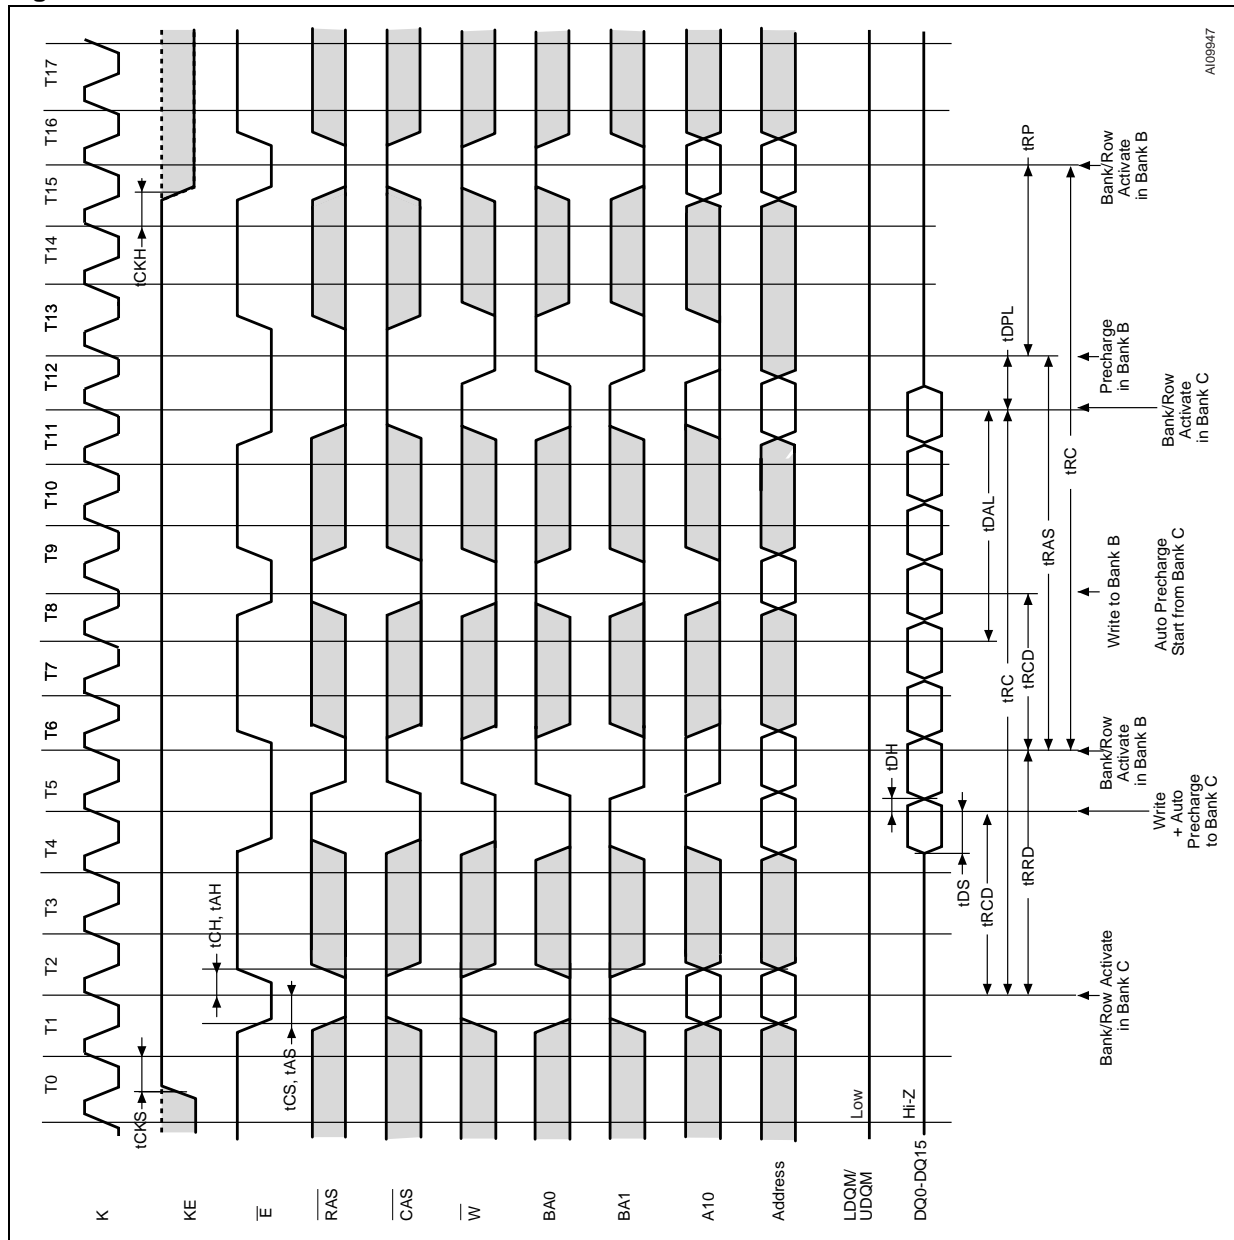 T0
T1
T2
T3
T4
T5
T6
T7
T8
T9
T10
T11
T12
T13
T14
T15
T16
T17
K
KE
tCKS
tCKH
E
tCS, tAS
tCH, tAH
RAS
CAS
W
BA0
BA1
A10
Address
LDQM/
UDQM
Low
DQ0-DQ15
Hi-Z
tDH
tDS
tRCD
tDAL
tRC
tDPL
tRRD
tRCD
tRAS
tRP
tRC
Bank/Row Activate
in Bank C
Write
+ Auto
Precharge
to Bank C
Bank/Row
Activate
in Bank B
Write to Bank B
Auto Precharge
Start from Bank C
Bank/Row
Activate
in Bank C
Precharge
in Bank B
Bank/Row
Activate
in Bank B
AI09947